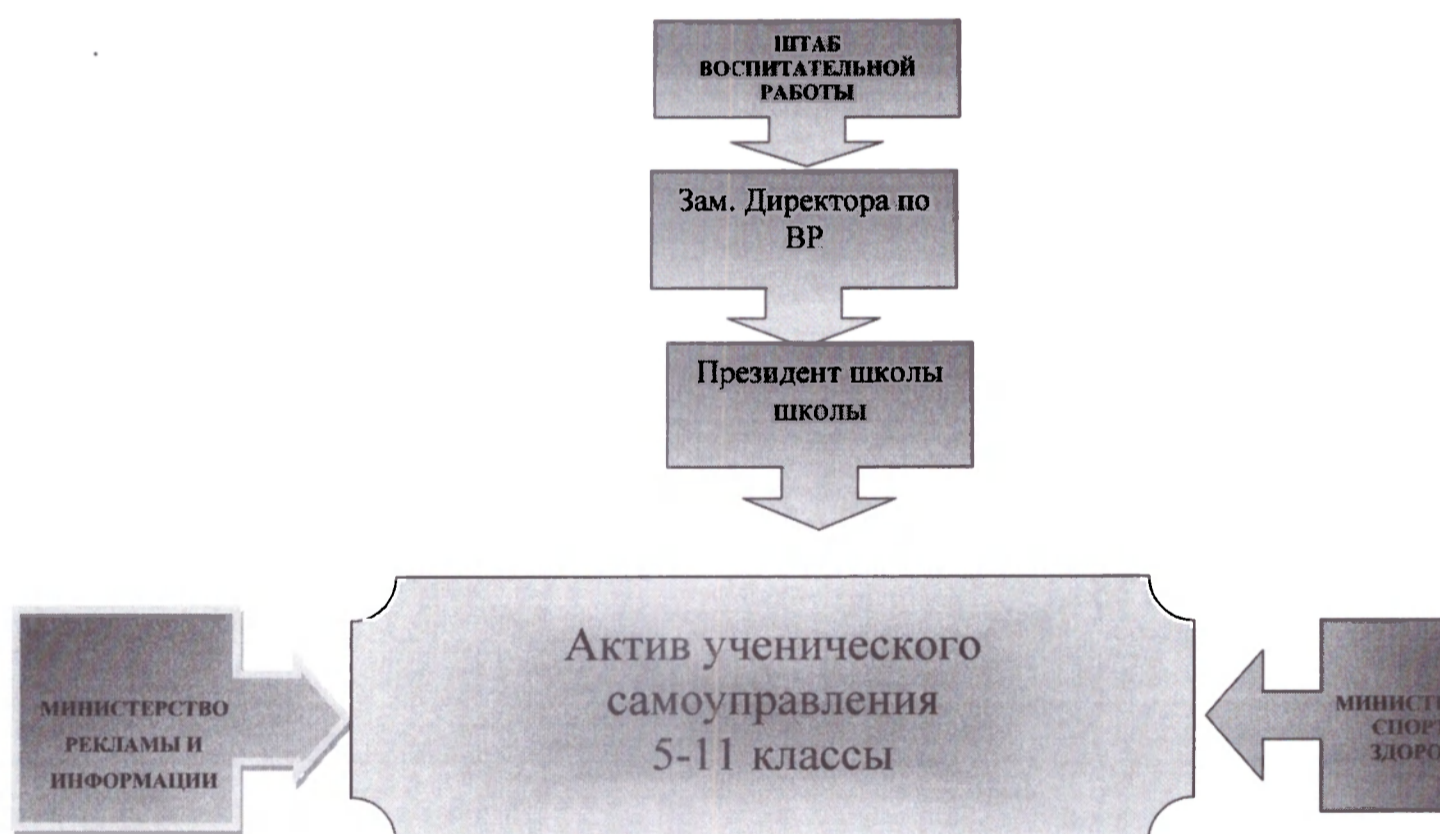 ШТАБ
ВОСПИТАТЕЛЬНОЙ
РАБОТЫ
Зам. Директора по
ВР
Президент школы
школы
Актив ученического
самоуправления
5-11 классы
МИНИСТЕРСТВО
РЕКЛАМЫ И
ИНФОРМАЦИИ